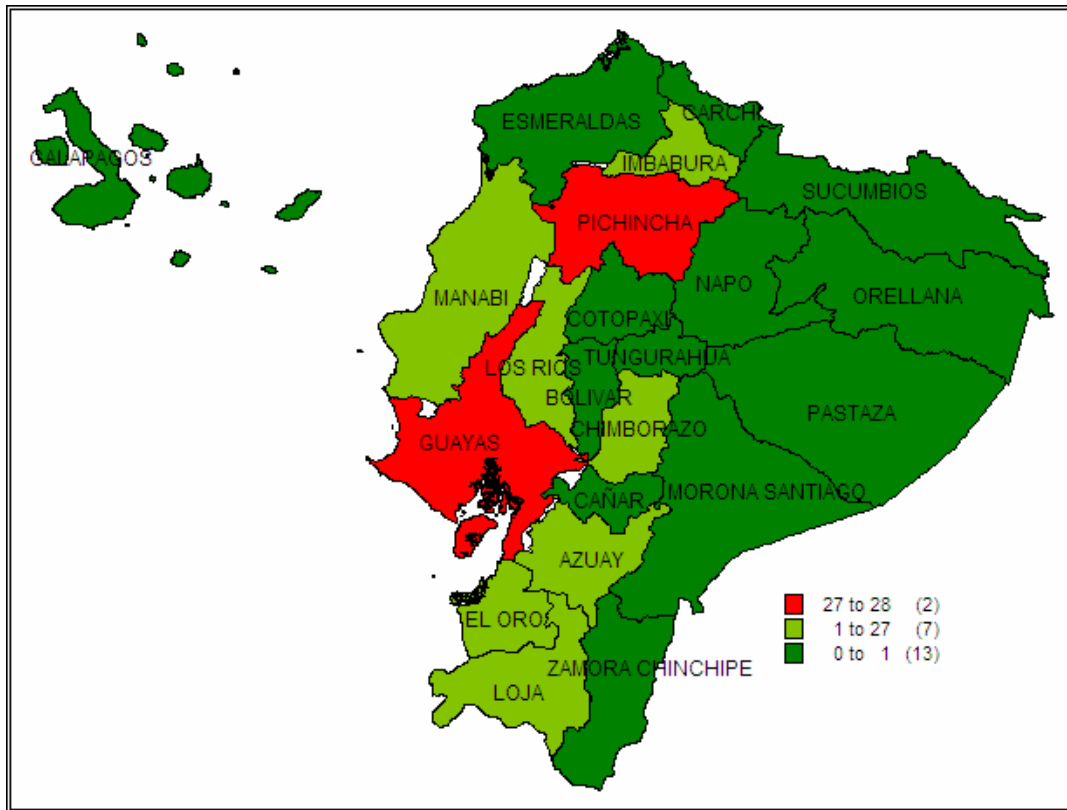 ESMERALDAS
CARCHI
GALAPAGOS
IMBABURA
SUCUMBIOS
PICHINCHA
NAPO
MANABI
ORELLANA
COTOPAXI
TUNGURAHUA
LOS RIOS
BOLIVAR
PASTAZA
CHIMBORAZO
GUAYAS
MORONA SANTIAGO
CAÑAR
AZUAY
27 to 28 (2)
1 to 27 (7)
0 to 1 (13)
EL ORO
ZAMORA CHINCHIPE
LOJA